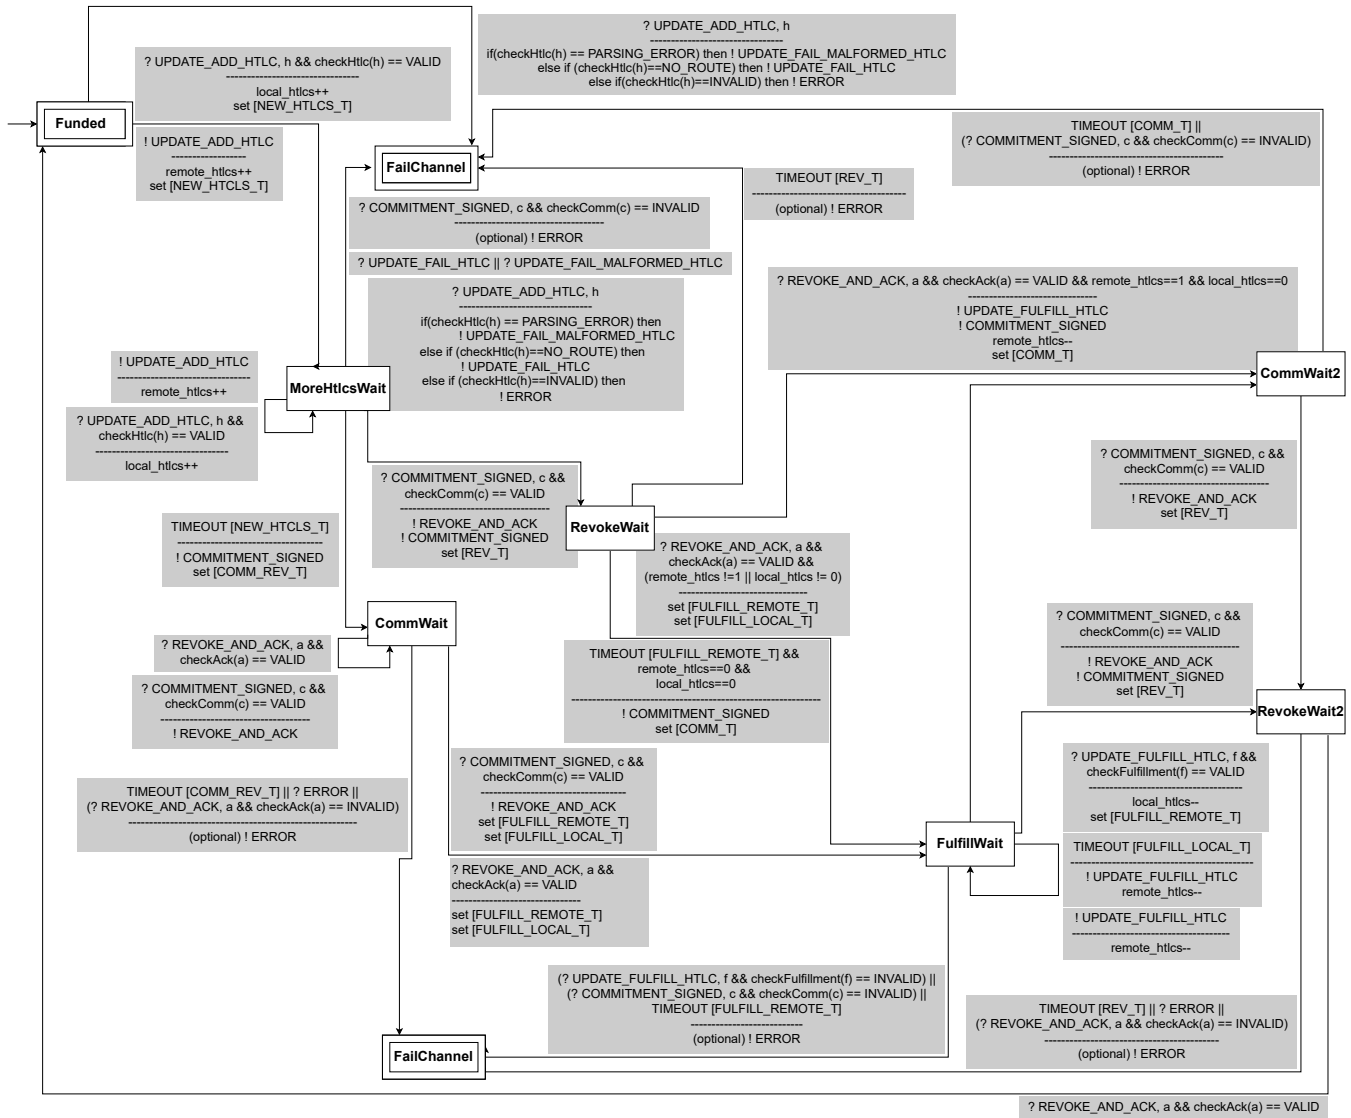 ? UPDATE_ADD_HTLC, h
---------------------------------
if(checkHtlc(h) == PARSING_ERROR) then ! UPDATE_FAIL_MALFORMED_HTLC
else if (checkHtlc(h)==NO_ROUTE) then ! UPDATE_FAIL_HTLC
else if(checkHtlc(h)==INVALID) then ! ERROR
? UPDATE_ADD_HTLC, h && checkHtlc(h) == VALID
---------------------------------
local_htlcs++
set [NEW_HTLCS_T]
Funded
! UPDATE_ADD_HTLC
------------------
remote_htlcs++
set [NEW_HTCLS_T]
FailChannel
TIMEOUT [COMM_T] ||
(? COMMITMENT_SIGNED, c && checkComm(c) == INVALID)
-------------------------------------------
(optional) ! ERROR
TIMEOUT [REV_T]
--------------------------------------
(optional) ! ERROR
? COMMITMENT_SIGNED, c && checkComm(c) == INVALID
-------------------------------------
(optional) ! ERROR
? UPDATE_FAIL_HTLC || ? UPDATE_FAIL_MALFORMED_HTLC
? UPDATE_ADD_HTLC, h
---------------------------------
if(checkHtlc(h) == PARSING_ERROR) then
! UPDATE_FAIL_MALFORMED_HTLC
else if (checkHtlc(h)==NO_ROUTE) then
! UPDATE_FAIL_HTLC
else if (checkHtlc(h)==INVALID) then
! ERROR
? REVOKE_AND_ACK, a && checkAck(a) == VALID && remote_htlcs==1 && local_htlcs==0
--------------------------------
! UPDATE_FULFILL_HTLC
! COMMITMENT_SIGNED
remote_htlcs--
set [COMM_T]
! UPDATE_ADD_HTLC
---------------------------------
remote_htlcs++
MoreHtlcsWait
CommWait2
? UPDATE_ADD_HTLC, h &&
checkHtlc(h) == VALID
---------------------------------
local_htlcs++
? COMMITMENT_SIGNED, c &&
checkComm(c) == VALID
-------------------------------------
! REVOKE_AND_ACK
! COMMITMENT_SIGNED
set [REV_T]
? COMMITMENT_SIGNED, c &&
checkComm(c) == VALID
-------------------------------------
! REVOKE_AND_ACK
set [REV_T]
TIMEOUT [NEW_HTCLS_T]
------------------------------------
! COMMITMENT_SIGNED
set [COMM_REV_T]
RevokeWait
? REVOKE_AND_ACK, a &&
checkAck(a) == VALID &&
(remote_htlcs !=1 || local_htlcs != 0)
--------------------------------
set [FULFILL_REMOTE_T]
set [FULFILL_LOCAL_T]
CommWait
? REVOKE_AND_ACK, a &&
checkAck(a) == VALID
? COMMITMENT_SIGNED, c &&
checkComm(c) == VALID
-------------------------------------
! REVOKE_AND_ACK
TIMEOUT [FULFILL_REMOTE_T] &&
remote_htlcs==0 &&
local_htlcs==0
--------------------------------------------------------------
! COMMITMENT_SIGNED
set [COMM_T]
? COMMITMENT_SIGNED, c &&
checkComm(c) == VALID
--------------------------------------------
! REVOKE_AND_ACK
! COMMITMENT_SIGNED
set [REV_T]
RevokeWait2
? COMMITMENT_SIGNED, c &&
checkComm(c) == VALID
------------------------------------
! REVOKE_AND_ACK
set [FULFILL_REMOTE_T]
set [FULFILL_LOCAL_T]
? UPDATE_FULFILL_HTLC, f &&
checkFulfillment(f) == VALID
--------------------------------------
local_htlcs--
set [FULFILL_REMOTE_T]
TIMEOUT [COMM_REV_T] || ? ERROR ||
(? REVOKE_AND_ACK, a && checkAck(a) == INVALID)
---------------------------------------------------------
(optional) ! ERROR
FulfillWait
TIMEOUT [FULFILL_LOCAL_T]
---------------------------------------------
! UPDATE_FULFILL_HTLC
remote_htlcs--
? REVOKE_AND_ACK, a &&
checkAck(a) == VALID
--------------------------------
set [FULFILL_REMOTE_T]
set [FULFILL_LOCAL_T]
! UPDATE_FULFILL_HTLC
---------------------------------------
remote_htlcs--
(? UPDATE_FULFILL_HTLC, f && checkFulfillment(f) == INVALID) ||
(? COMMITMENT_SIGNED, c && checkComm(c) == INVALID) ||
TIMEOUT [FULFILL_REMOTE_T]
----------------------------
(optional) ! ERROR
TIMEOUT [REV_T] || ? ERROR ||
(? REVOKE_AND_ACK, a && checkAck(a) == INVALID)
-------------------------------------------
(optional) ! ERROR
FailChannel
? REVOKE_AND_ACK, a && checkAck(a) == VALID